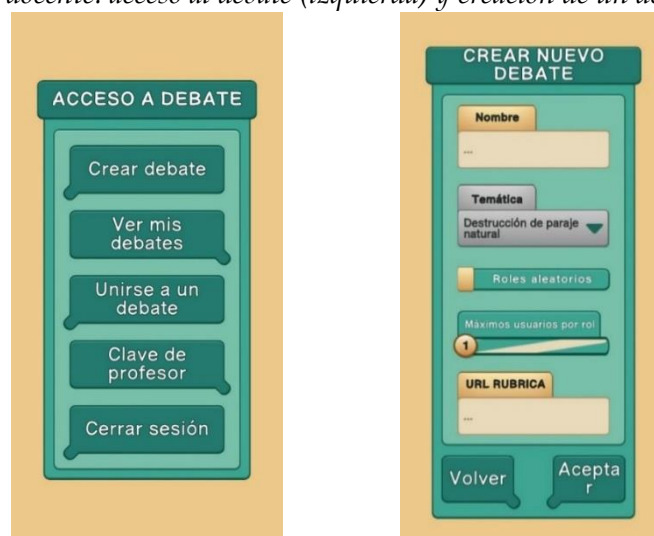 docente: acceso al debate (izquierda) y creación de un de
ACCESO A DEBATE
Crear debate
Ver mis
debates
Unirse a un
debate
Clave de
profesor
Cerrar sesión
CREAR NUEVO
DEBATE
Nombre
...
Temática
Destrucción de paraje
natural
Roles aleatorios
Máximos usuarios por rol
1
URL RUBRICA
...
Volver
Acepta
r